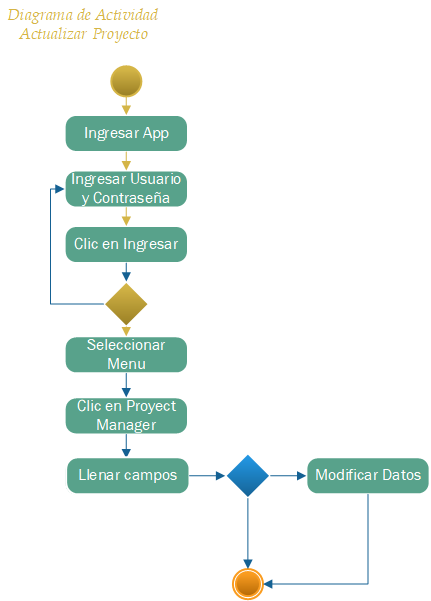 Diagrama de Actividad
Actualizar Proyecto
Ingresar App
Ingresar Usuario
y Contraseña
Clic en Ingresar
Seleccionar
Menu
Clic en Proyect
Manager
Llenar campos
Modificar Datos